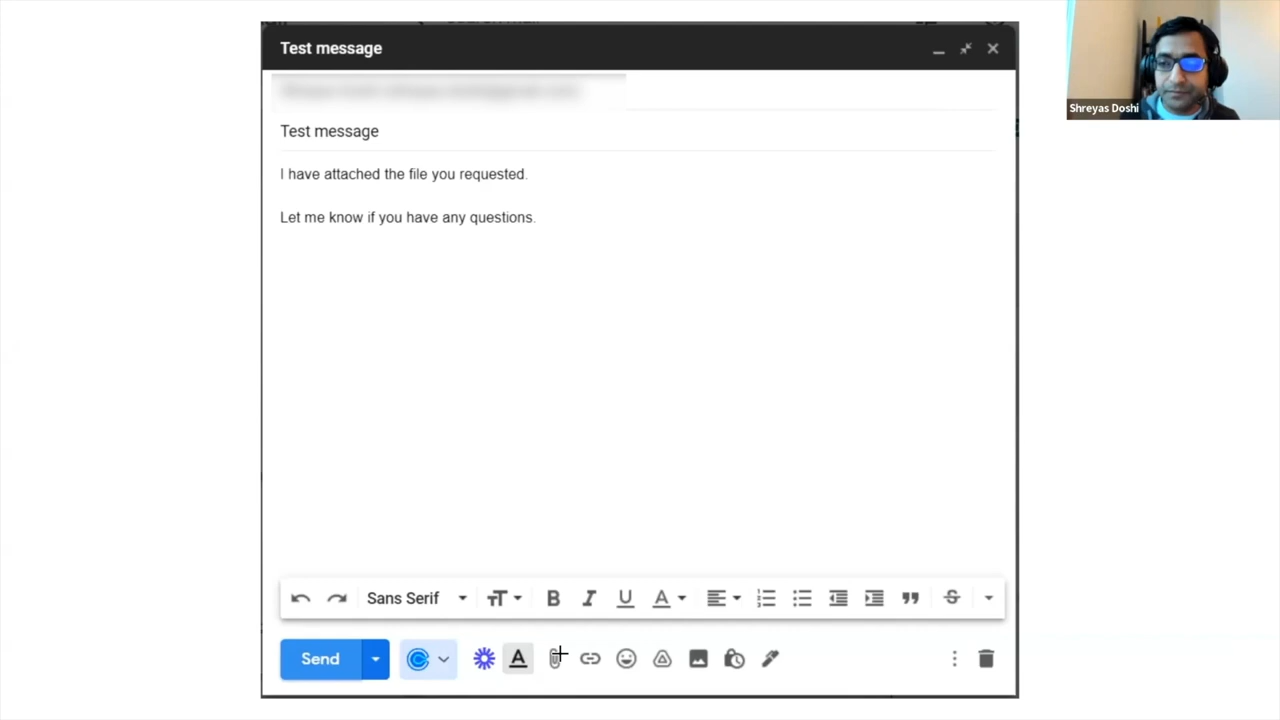 Test message
Shreyas Doshi
Test message
I have attached the file you requested.
Let me know if you have any questions.
Sans Serif
Send